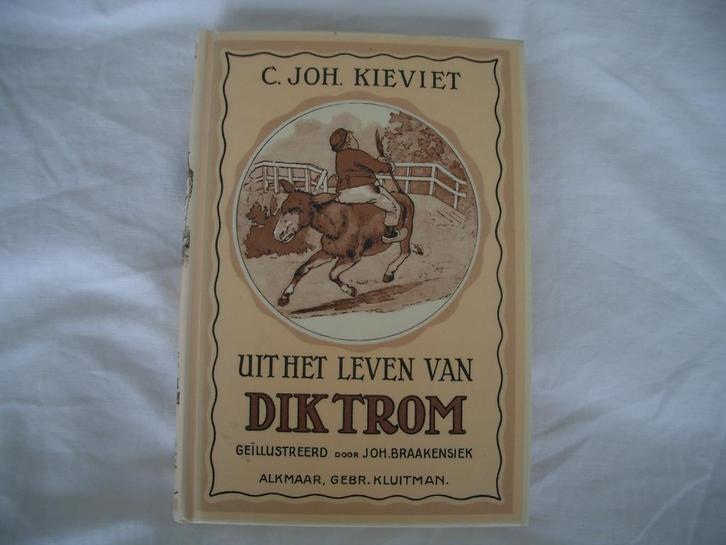 C. JOH. KIEVIET
UIT HET LEVEN VAN
DIK TROM
GEÏLLUSTREERD DOOR JOH. BRAAKENSIEK
ALKMAAR, GEBR. KLUITMAN.